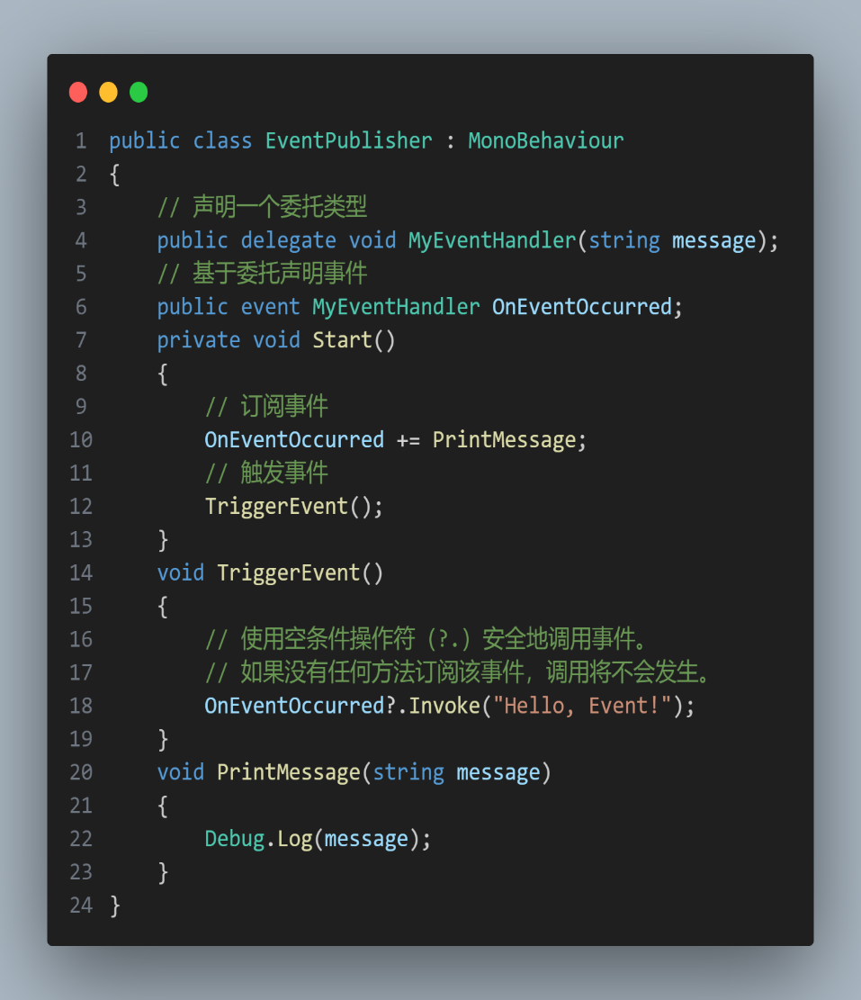 1 public class EventPublisher : MonoBehaviour
2 {
3     // 声明一个委托类型
4     public delegate void MyEventHandler(string message);
5     // 基于委托声明事件
6     public event MyEventHandler OnEventOccurred;
7     private void Start()
8     {
9         // 订阅事件
10         OnEventOccurred += PrintMessage;
11         // 触发事件
12         TriggerEvent();
13     }
14     void TriggerEvent()
15     {
16         // 使用空条件操作符（?.）安全地调用事件。
17         // 如果没有任何方法订阅该事件，调用将不会发生。
18         OnEventOccurred?.Invoke("Hello, Event!");
19     }
20     void PrintMessage(string message)
21     {
22         Debug.Log(message);
23     }
24 }